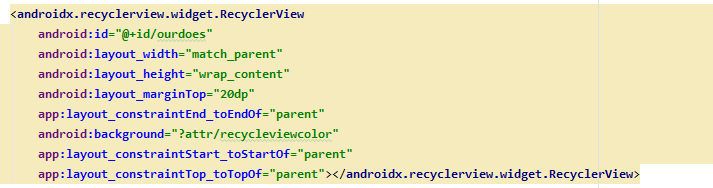 <androidx.recyclerview.widget.RecyclerView
android:id="@+id/ourdoes"
android:layout_width="match_parent"
android:layout_height="wrap_content"
android:layout_marginTop="20dp"
app:layout_constraintEnd_toEndOf="parent"
android:background="?attr/recycleviewcolor"
app:layout_constraintStart_toStartOf="parent"
app:layout_constraintTop_toTopOf="parent"></androidx.recyclerview.widget.RecyclerView>